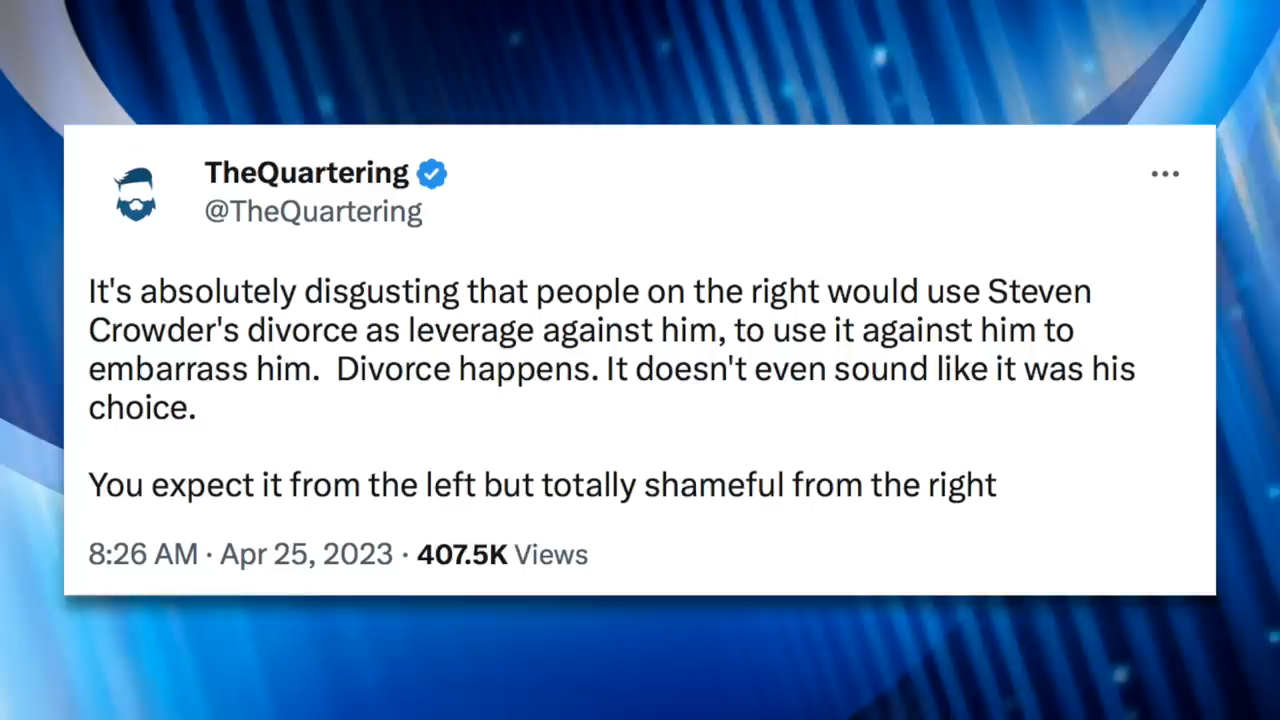 TheQuartering
@TheQuartering
It's absolutely disgusting that people on the right would use Steven
Crowder's divorce as leverage against him, to use it against him to
embarrass him.  Divorce happens. It doesn't even sound like it was his
choice.
You expect it from the left but totally shameful from the right
8:26 AM · Apr 25, 2023 · 407.5K Views